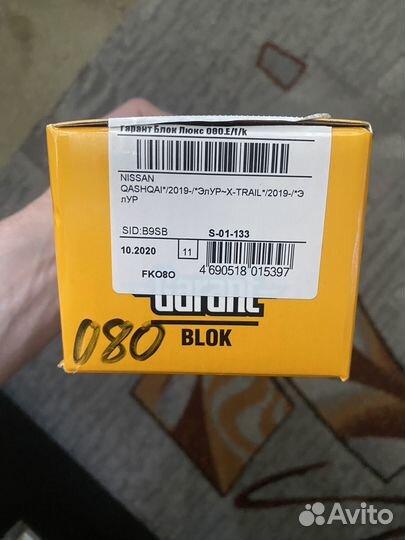 Гарант Блок Люкс 080.E/f/k
NISSAN
QASHQAI*/2019-/*ЭлУР~X-TRAIL*/2019-/*Э
лУР
SID:B9SB
S-01-133
10.2020
11
FKO8O
4 690518 015397
Garant
BLOK
080
Avito